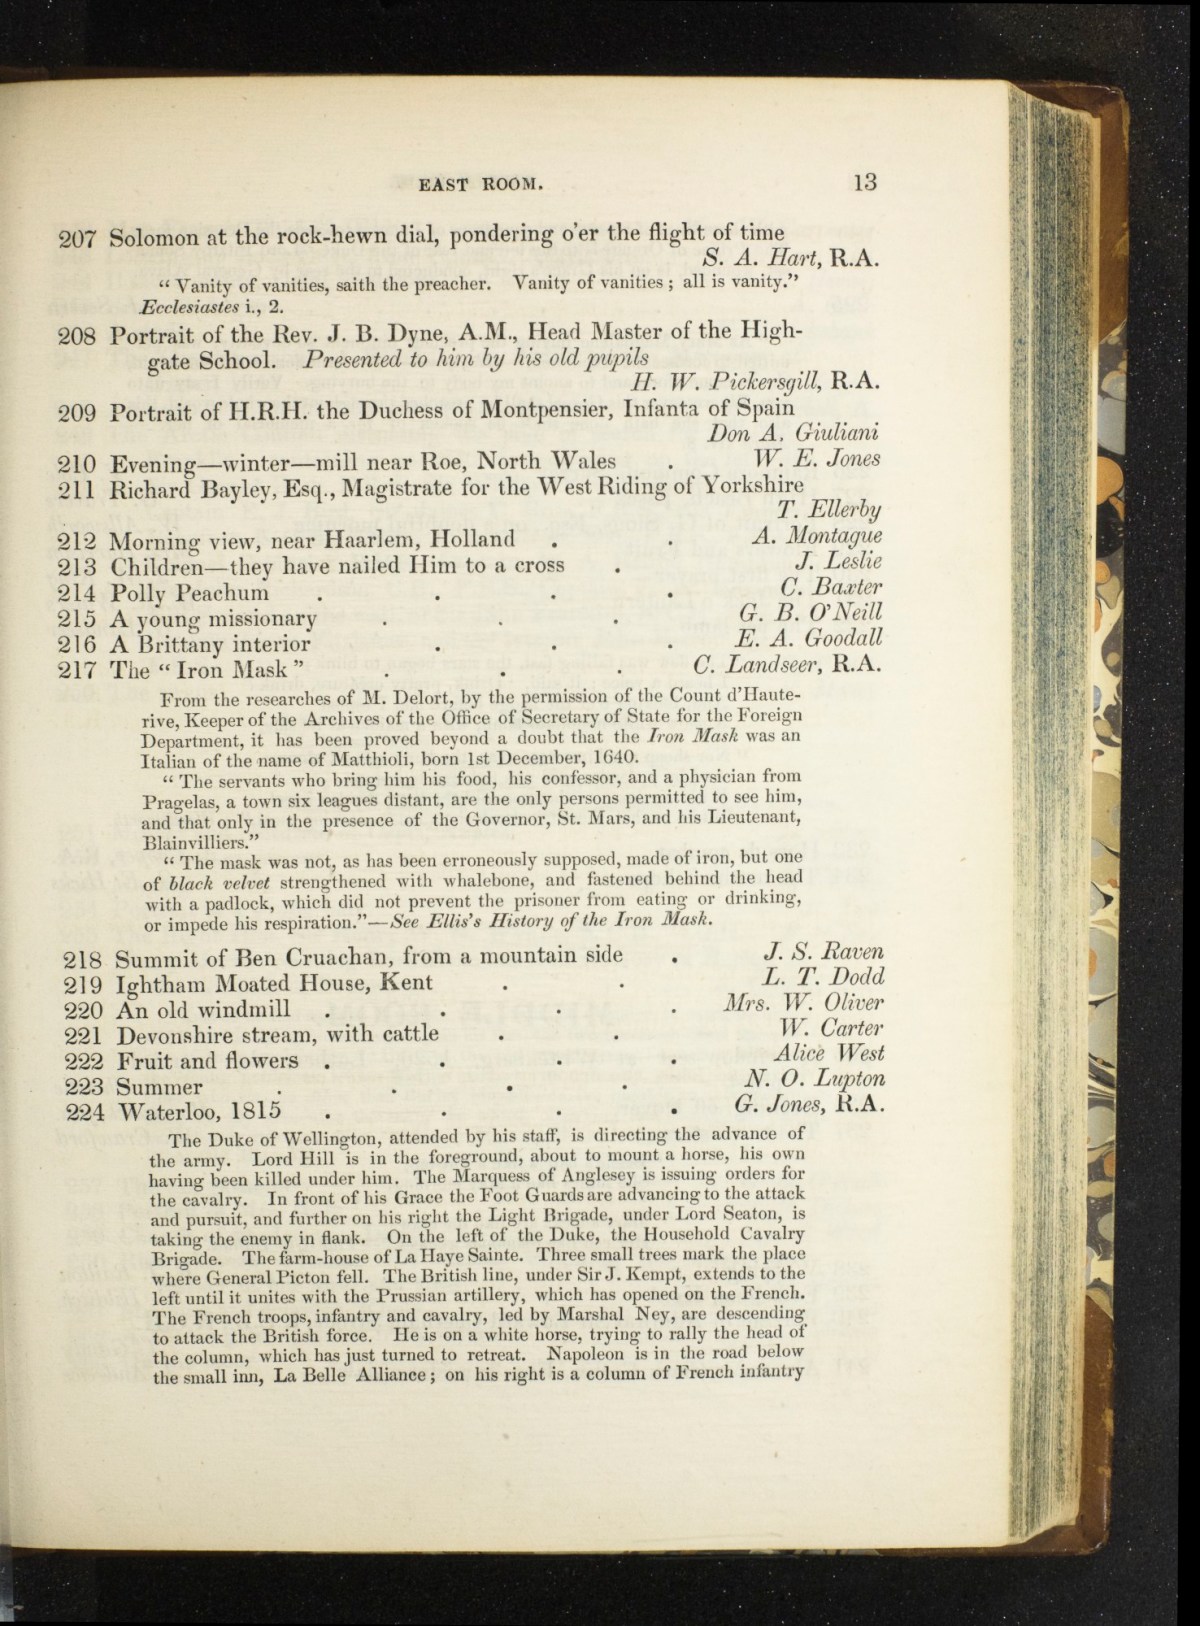 EAST ROOM. 13
207 Solomon at the rock-hewn dial, pondering o'er the flight of time
S. A. Hart, R.A.
“ Vanity of vanities, saith the preacher. Vanity of vanities ; all is vanity.”
Ecclesiastes i., 2.
208 Portrait of the Rev. J. B. Dyne, A.M., Head Master of the High-
gate School. Presented to him by his old pupils
H. W. Pickersgill, R.A.
209 Portrait of H.R.H. the Duchess of Montpensier, Infanta of Spain
Don A. Giuliani
210 Evening—winter—mill near Roe, North Wales . W. E. Jones
211 Richard Bayley, Esq., Magistrate for the West Riding of Yorkshire
T. Ellerby
212 Morning view, near Haarlem, Holland . . A. Montague
213 Children—they have nailed Him to a cross . J. Leslie
214 Polly Peachum . . . . C. Baxter
215 A young missionary . . . G. B. O'Neill
216 A Brittany interior . . . E. A. Goodall
217 The “ Iron Mask ” . . . C. Landseer, R.A.
From the researches of M. Delort, by the permission of the Count d'Haute-
rive, Keeper of the Archives of the Office of Secretary of State for the Foreign
Department, it has been proved beyond a doubt that the Iron Mask was an
Italian of the name of Matthioli, born 1st December, 1640.
“ The servants who bring him his food, his confessor, and a physician from
Pragelas, a town six leagues distant, are the only persons permitted to see him,
and that only in the presence of the Governor, St. Mars, and his Lieutenant,
Blainvilliers.”
“ The mask was not, as has been erroneously supposed, made of iron, but one
of black velvet strengthened with whalebone, and fastened behind the head
with a padlock, which did not prevent the prisoner from eating or drinking,
or impede his respiration.”—See Ellis's History of the Iron Mask.
218 Summit of Ben Cruachan, from a mountain side . J. S. Raven
219 Ightham Moated House, Kent . . L. T. Dodd
220 An old windmill . . . . Mrs. W. Oliver
221 Devonshire stream, with cattle . . W. Carter
222 Fruit and flowers . . . . Alice West
223 Summer . . . . N. O. Lupton
224 Waterloo, 1815 . . . . G. Jones, R.A.
The Duke of Wellington, attended by his staff, is directing the advance of
the army. Lord Hill is in the foreground, about to mount a horse, his own
having been killed under him. The Marquess of Anglesey is issuing orders for
the cavalry. In front of his Grace the Foot Guards are advancing to the attack
and pursuit, and further on his right the Light Brigade, under Lord Seaton, is
taking the enemy in flank. On the left of the Duke, the Household Cavalry
Brigade. The farm-house of La Haye Sainte. Three small trees mark the place
where General Picton fell. The British line, under Sir J. Kempt, extends to the
left until it unites with the Prussian artillery, which has opened on the French.
The French troops, infantry and cavalry, led by Marshal Ney, are descending
to attack the British force. He is on a white horse, trying to rally the head of
the column, which has just turned to retreat. Napoleon is in the road below
the small inn, La Belle Alliance ; on his right is a column of French infantry